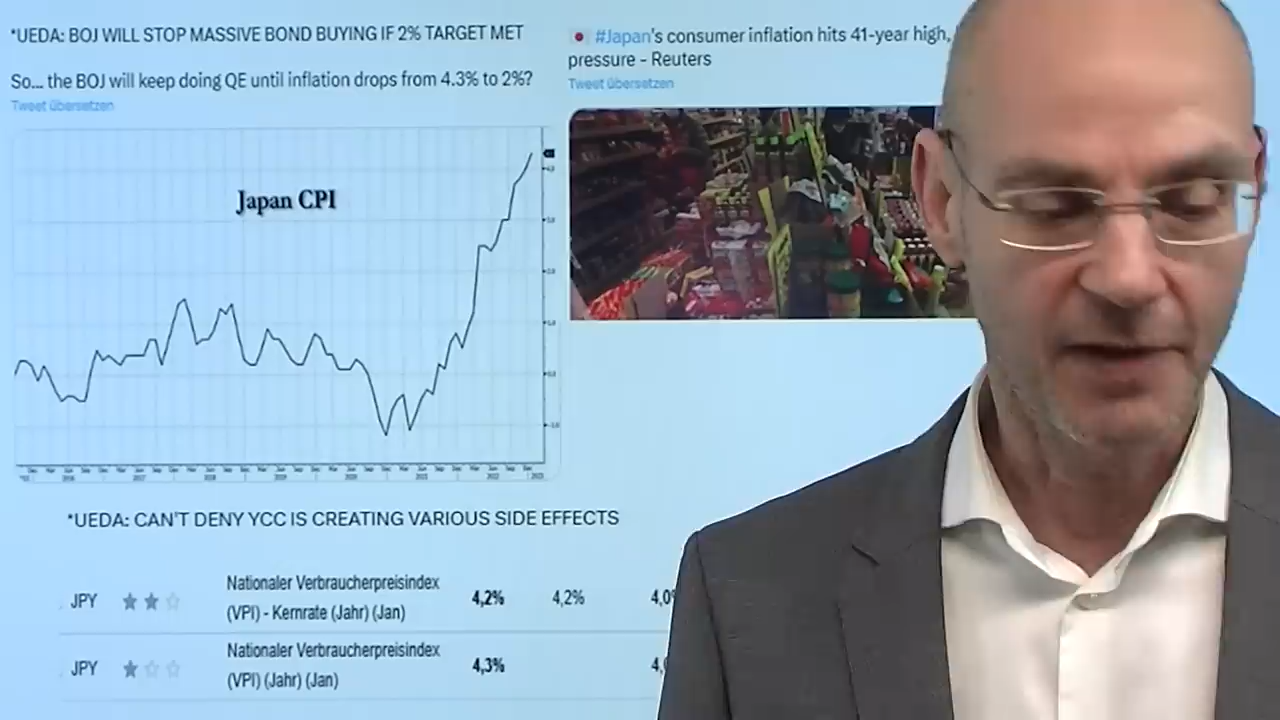 *UEDA: BOJ WILL STOP MASSIVE BOND BUYING IF 2% TARGET MET
So... the BOJ will keep doing QE until inflation drops from 4.3% to 2%?
Tweet übersetzen
#Japan's consumer inflation hits 41-year high,
pressure - Reuters
Tweet übersetzen
Japan CPI
*UEDA: CAN'T DENY YCC IS CREATING VARIOUS SIDE EFFECTS
JPY
Nationaler Verbraucherpreisindex
(VPI) - Kernrate (Jahr) (Jan)
4,2%
4,2%
4,0
JPY
Nationaler Verbraucherpreisindex
(VPI) (Jahr) (Jan)
4,3%
4,